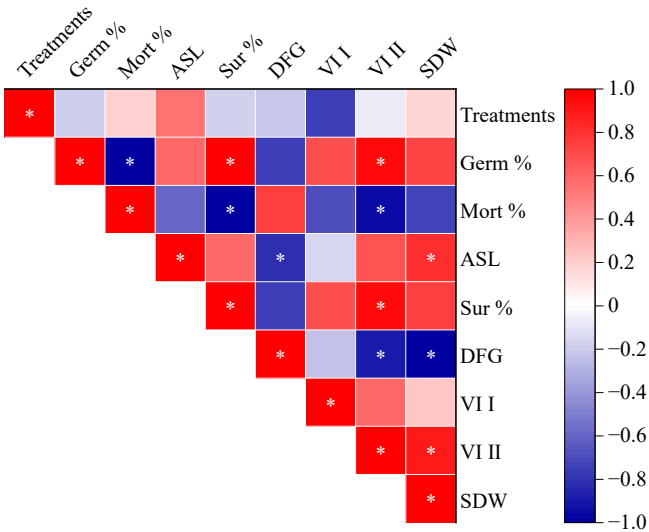 Treatments Germ % Mort % ASL Sur % DFG VI I VI II SDW
* Treatments
* * * * Germ %
* * * Mort %
* * * ASL
* * Sur %
* * * DFG
* VI I
* * VI II
* SDW
1.0
0.8
0.6
0.4
0.2
0
−0.2
−0.4
−0.6
−0.8
−1.0